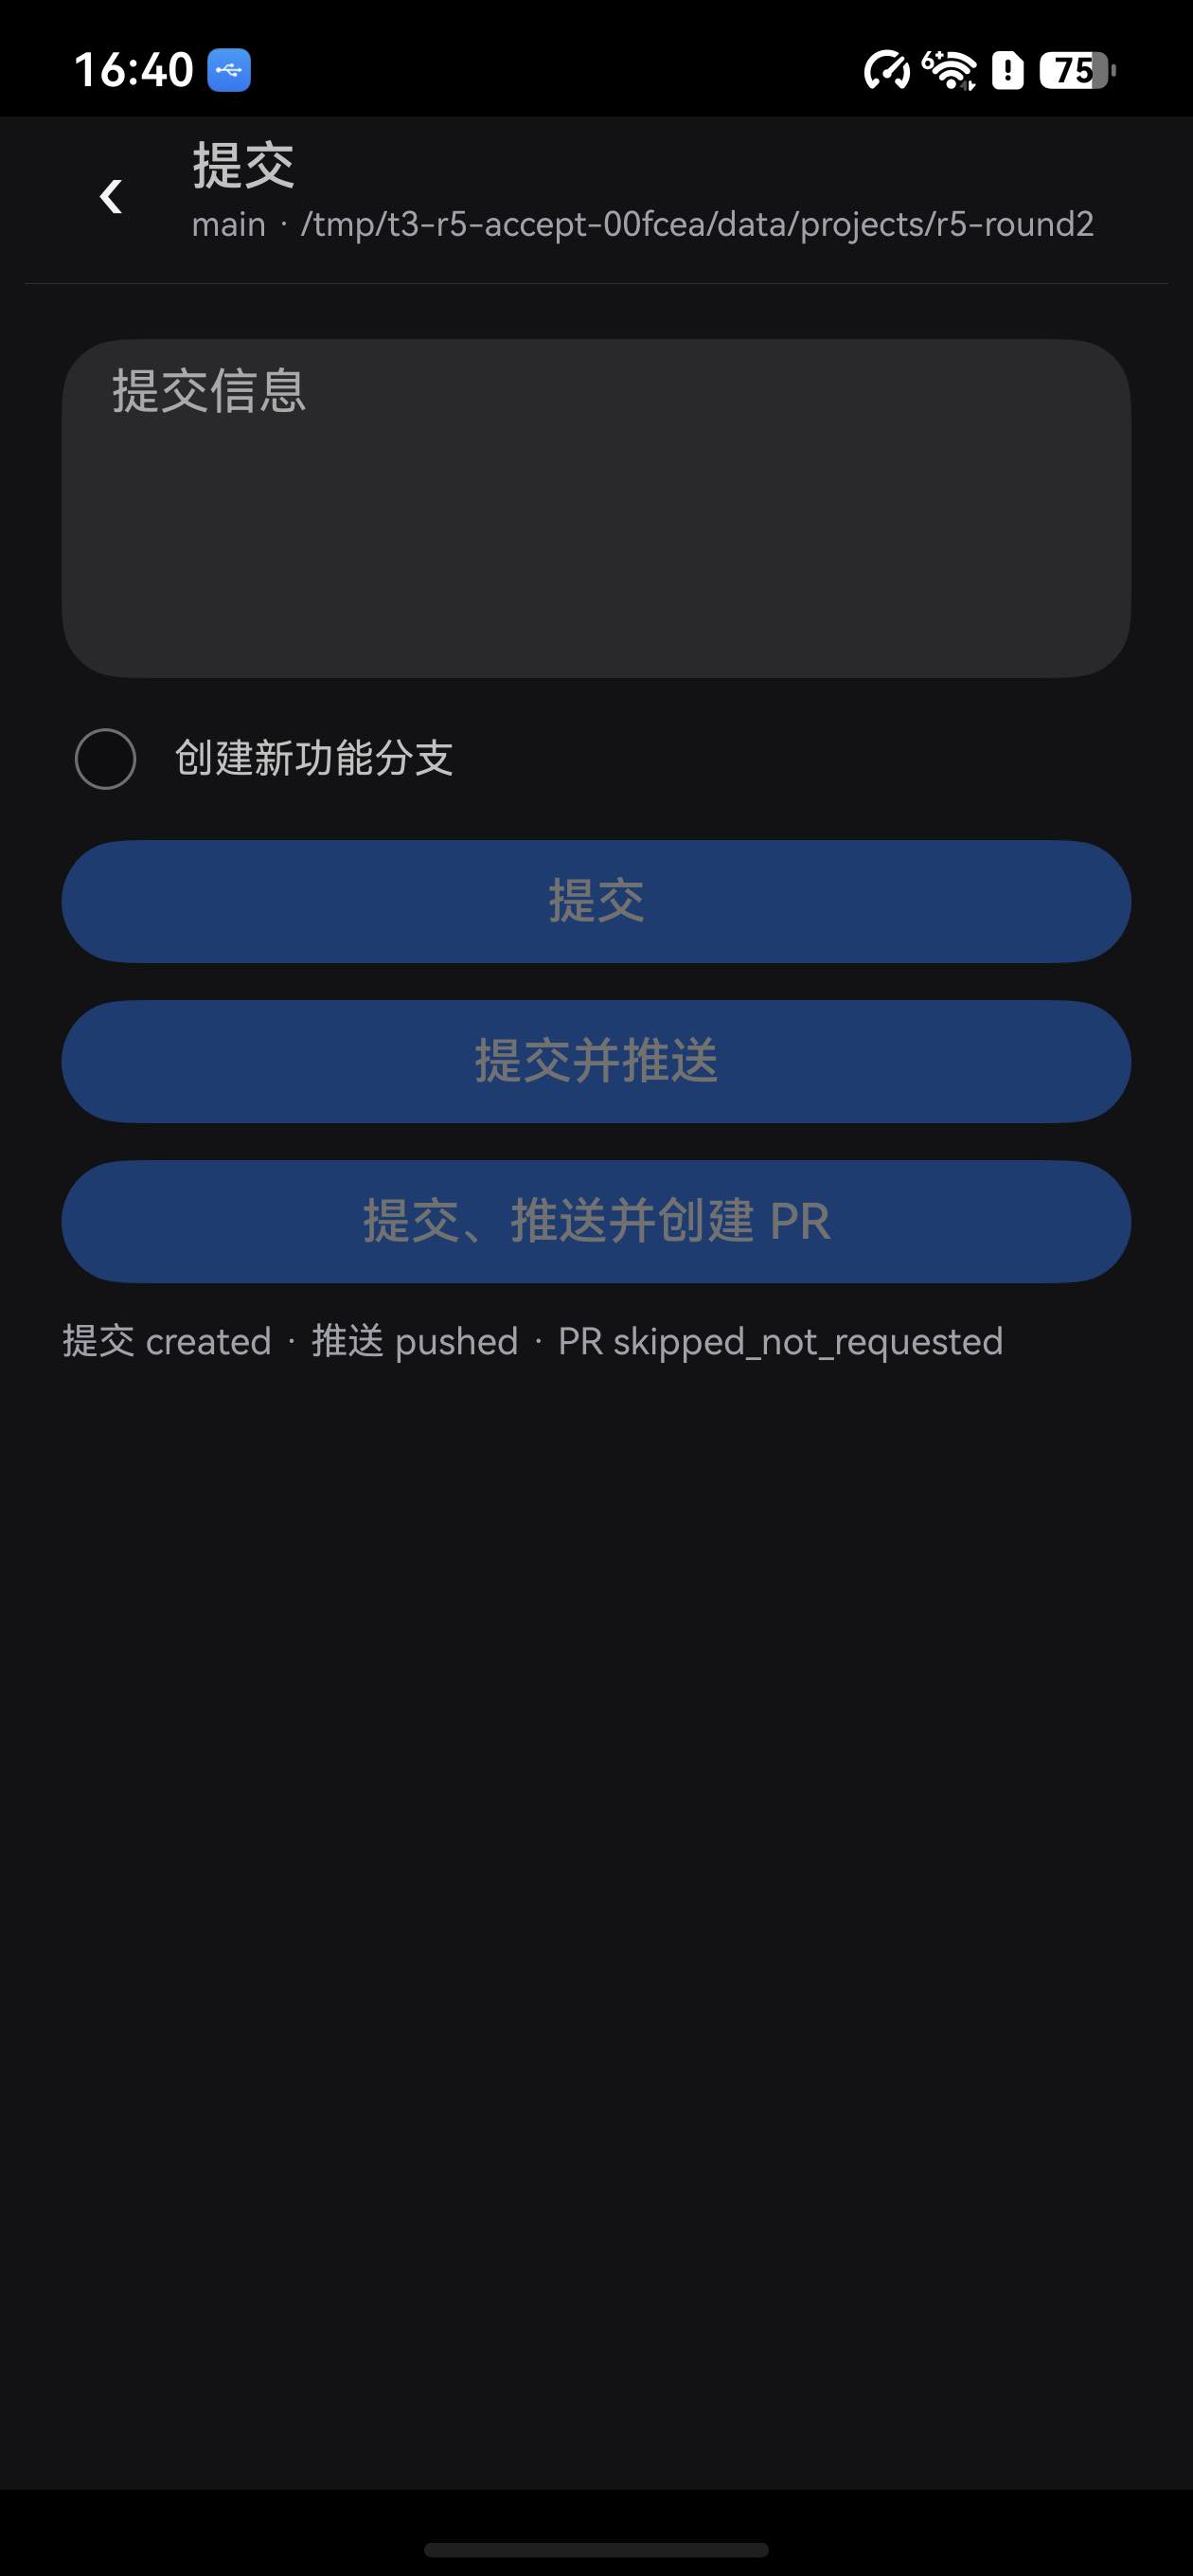 16:40
6+
75
提交
main · /tmp/t3-r5-accept-00fcea/data/projects/r5-round2
提交信息
创建新功能分支
提交
提交并推送
提交、推送并创建 PR
提交 created · 推送 pushed · PR skipped_not_requested